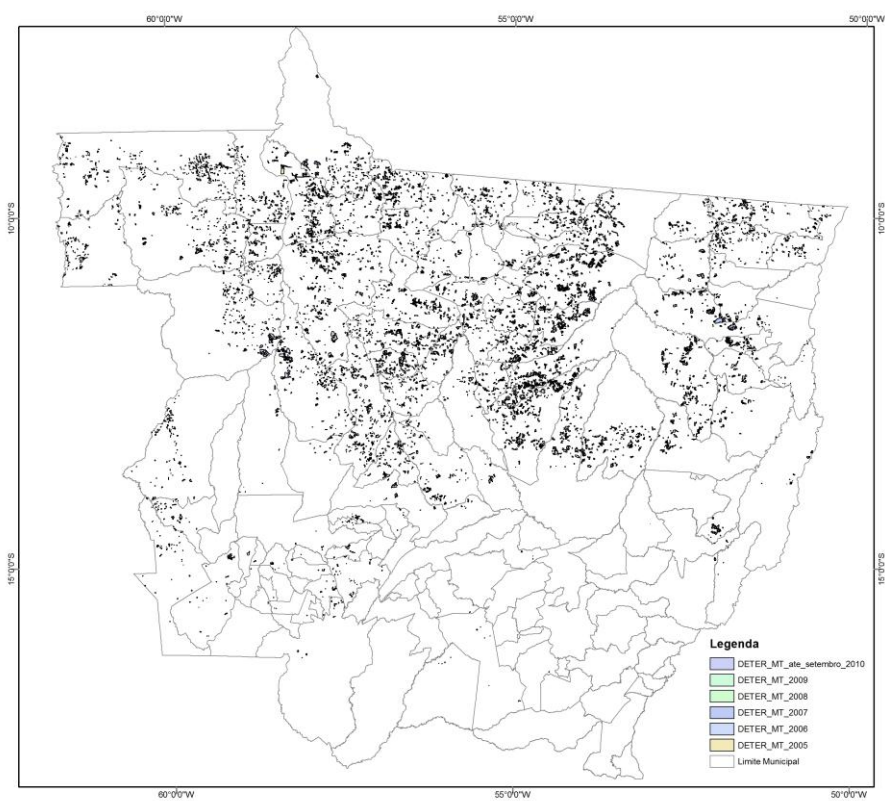 60°0'0"W 55°0'0"W 50°0'0"W
10°0'0"S 10°0'0"S
15°0'0"S 15°0'0"S
Legenda
DETER_MT_ate_setembro_2010
DETER_MT_2009
DETER_MT_2008
DETER_MT_2007
DETER_MT_2006
DETER_MT_2005
Limite Municipal
60°0'0"W 55°0'0"W 50°0'0"W